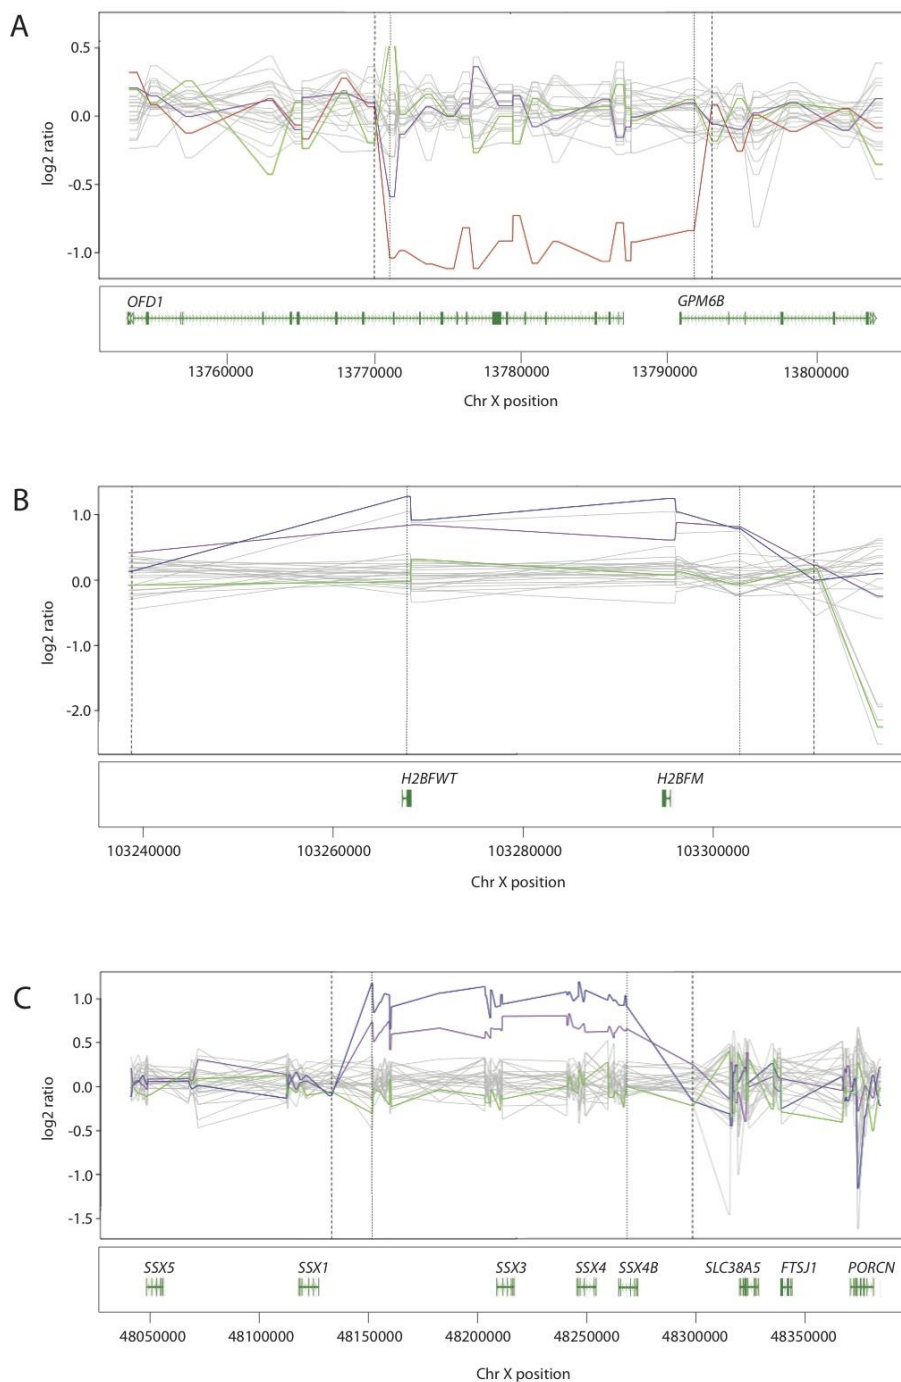 A
log2 ratio
0.5
0.0
-0.5
-1.0
OFD1 GPM6B
13760000 13770000 13780000 13790000 13800000
Chr X position
B
log2 ratio
1.0
0.0
-1.0
-2.0
H2BFWT H2BFM
103240000 103260000 103280000 103300000
Chr X position
C
log2 ratio
1.0
0.5
0.0
-0.5
-1.0
-1.5
SSX5 SSX1 SSX3 SSX4 SSX4B SLC38A5 FTSJ1 PORCN
48050000 48100000 48150000 48200000 48250000 48300000 48350000
Chr X position